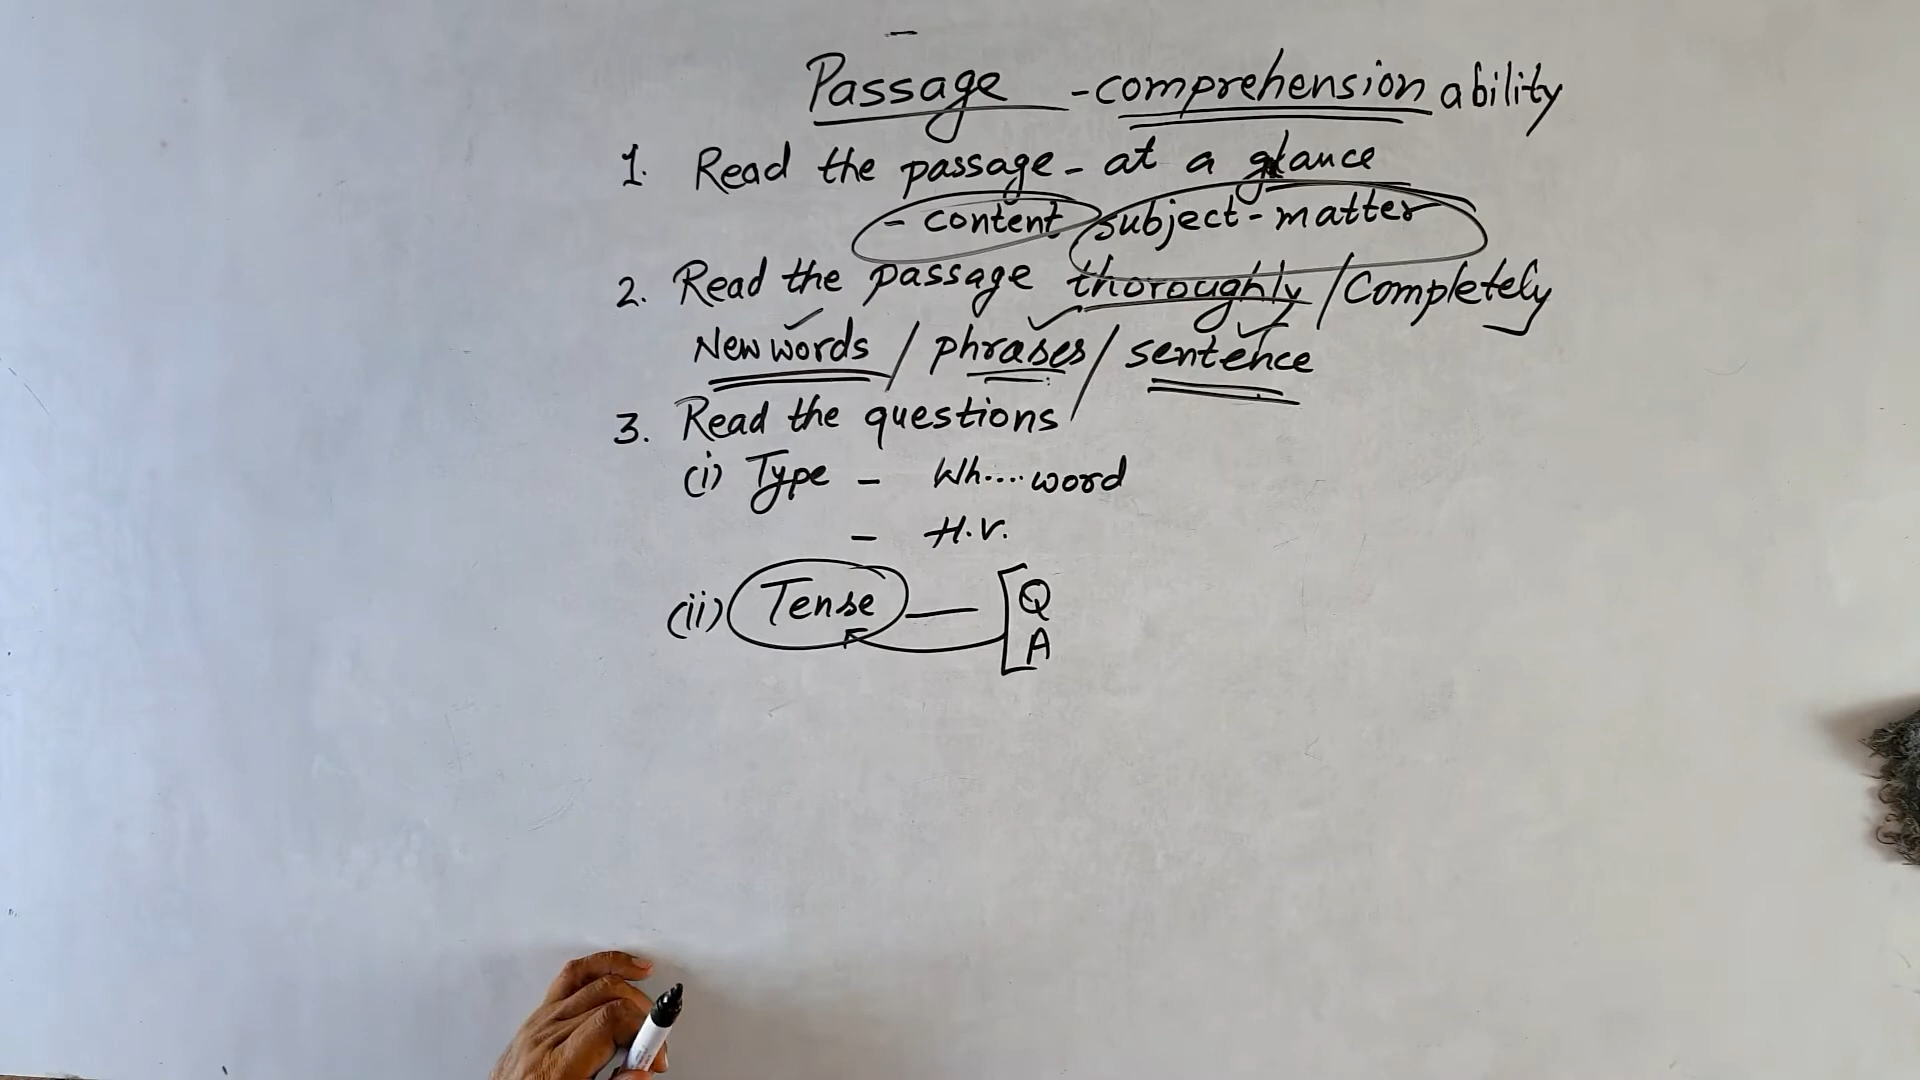 Passage - comprehension ability
1. Read the passage - at a glance
- content subject-matter
2. Read the passage thoroughly / Completely
New words / phrases / sentence
3. Read the questions
(i) Type - Wh.... word
- H.V.
(ii) Tense — [Q
A